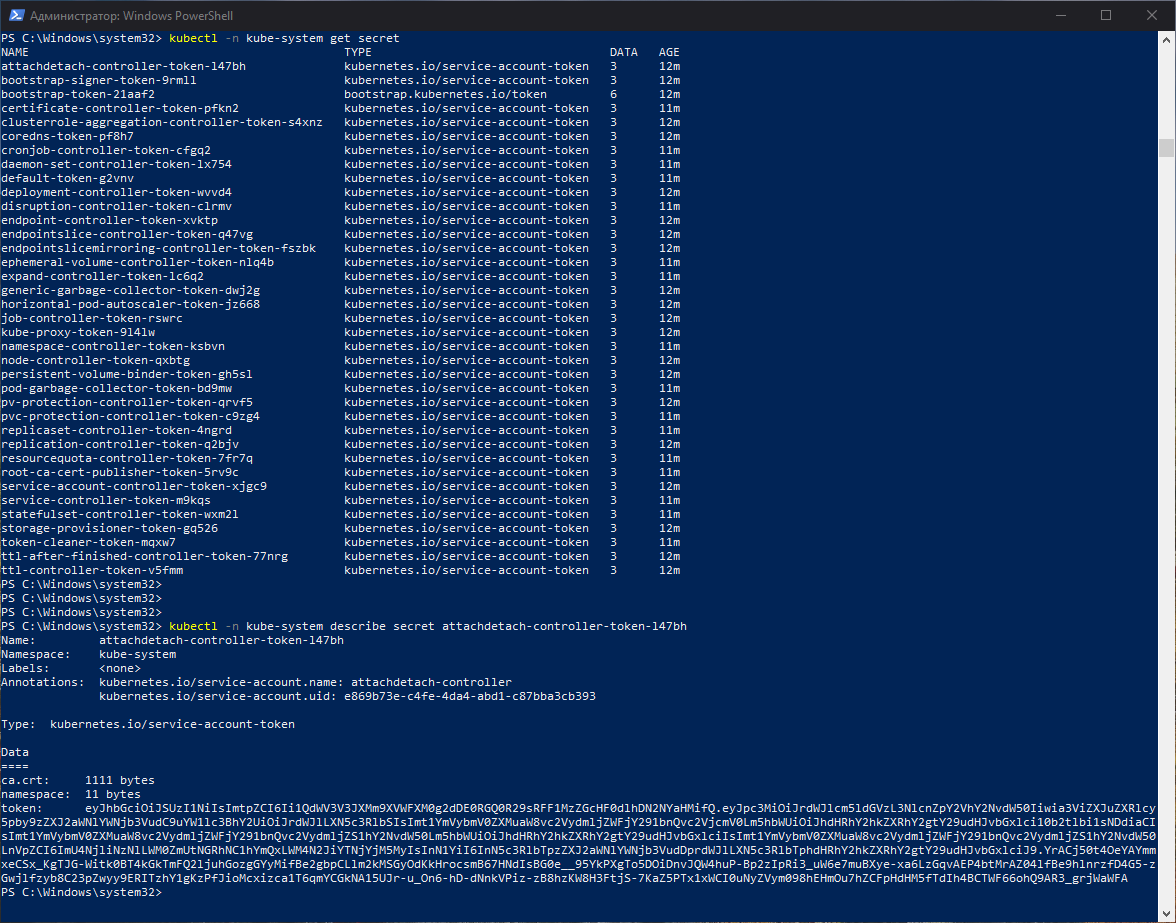 Администратор: Windows PowerShell
PS C:\Windows\system32> kubectl -n kube-system get secret
NAME TYPE DATA AGE
attachdetach-controller-token-l47bh kubernetes.io/service-account-token 3 12m
bootstrap-signer-token-9rmll kubernetes.io/service-account-token 3 12m
bootstrap-token-21aaf2 bootstrap.kubernetes.io/token 6 12m
certificate-controller-token-pfkn2 kubernetes.io/service-account-token 3 11m
clusterrole-aggregation-controller-token-s4xnz kubernetes.io/service-account-token 3 12m
coredns-token-pf8h7 kubernetes.io/service-account-token 3 12m
cronjob-controller-token-cfgq2 kubernetes.io/service-account-token 3 11m
daemon-set-controller-token-lx754 kubernetes.io/service-account-token 3 11m
default-token-g2vnv kubernetes.io/service-account-token 3 11m
deployment-controller-token-wvvd4 kubernetes.io/service-account-token 3 12m
disruption-controller-token-clrmv kubernetes.io/service-account-token 3 11m
endpoint-controller-token-xvktp kubernetes.io/service-account-token 3 12m
endpointslice-controller-token-q47vg kubernetes.io/service-account-token 3 11m
endpointslicemirroring-controller-token-fszbk kubernetes.io/service-account-token 3 12m
ephemeral-volume-controller-token-nlq4b kubernetes.io/service-account-token 3 11m
expand-controller-token-lc6q2 kubernetes.io/service-account-token 3 11m
generic-garbage-collector-token-dwj2g kubernetes.io/service-account-token 3 12m
horizontal-pod-autoscaler-token-jz668 kubernetes.io/service-account-token 3 12m
job-controller-token-rswrc kubernetes.io/service-account-token 3 12m
kube-proxy-token-9l4lw kubernetes.io/service-account-token 3 12m
namespace-controller-token-ksbvn kubernetes.io/service-account-token 3 11m
node-controller-token-qxbtg kubernetes.io/service-account-token 3 12m
persistent-volume-binder-token-gh5sl kubernetes.io/service-account-token 3 12m
pod-garbage-collector-token-bd9mw kubernetes.io/service-account-token 3 11m
pv-protection-controller-token-qrvf5 kubernetes.io/service-account-token 3 12m
pvc-protection-controller-token-c9zg4 kubernetes.io/service-account-token 3 11m
replicaset-controller-token-4ngrd kubernetes.io/service-account-token 3 11m
replication-controller-token-q2bjv kubernetes.io/service-account-token 3 12m
resourcequota-controller-token-7fr7q kubernetes.io/service-account-token 3 11m
root-ca-cert-publisher-token-5rv9c kubernetes.io/service-account-token 3 11m
service-account-controller-token-xjgc9 kubernetes.io/service-account-token 3 12m
service-controller-token-m9kqs kubernetes.io/service-account-token 3 11m
statefulset-controller-token-wxm2l kubernetes.io/service-account-token 3 11m
storage-provisioner-token-gq526 kubernetes.io/service-account-token 3 12m
token-cleaner-token-mqxw7 kubernetes.io/service-account-token 3 11m
ttl-after-finished-controller-token-77nrg kubernetes.io/service-account-token 3 12m
ttl-controller-token-v5fmm kubernetes.io/service-account-token 3 12m
PS C:\Windows\system32>
PS C:\Windows\system32>
PS C:\Windows\system32>
PS C:\Windows\system32> kubectl -n kube-system describe secret attachdetach-controller-token-l47bh
Name: attachdetach-controller-token-l47bh
Namespace: kube-system
Labels: <none>
Annotations: kubernetes.io/service-account.name: attachdetach-controller
kubernetes.io/service-account.uid: e869b73e-c4fe-4da4-abd1-c87bba3cb393
Type: kubernetes.io/service-account-token
Data
====
ca.crt: 1111 bytes
namespace: 11 bytes
token:
PS C:\Windows\system32>